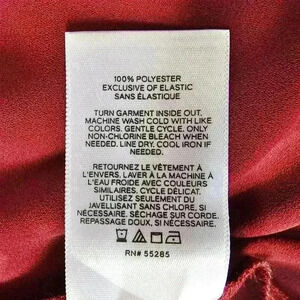 100% POLYESTER
EXCLUSIVE OF ELASTIC
SANS ÉLASTIQUE
TURN GARMENT INSIDE OUT.
MACHINE WASH COLD WITH LIKE
COLORS. GENTLE CYCLE. ONLY
NON-CHLORINE BLEACH WHEN
NEEDED. LINE DRY. COOL IRON IF
NEEDED.
RETOURNEZ LE VÊTEMENT À
L'ENVERS. LAVER À LA MACHINE
A L'EAU FROIDE AVEC COULEURS
SIMILAIRES. CYCLE DÉLICAT.
UTILISEZ SEULEMENT DU
JAVELLISANT SANS CHLORE, SI
NÉCESSAIRE. SÉCHAGE SUR CORDE.
REPASSAGE DOUX, SI NÉCESSAIRE.
RN# 55285